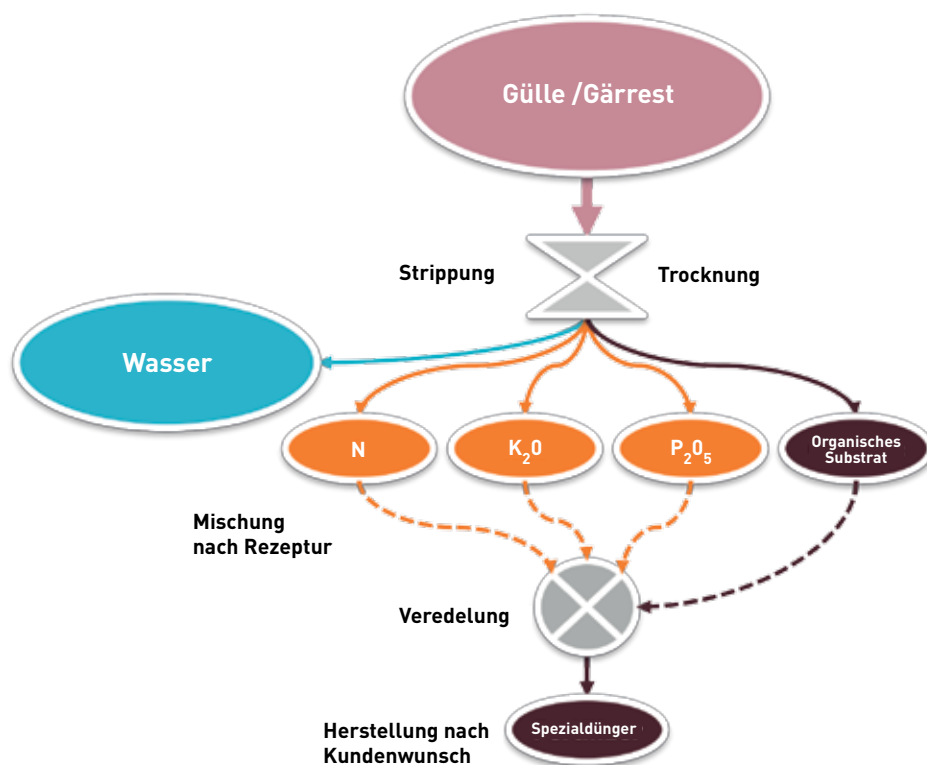 Gülle /Gärrest
Strippung
Trocknung
Wasser
N
K₂0
P₂0₅
Organisches
Substrat
Mischung
nach Rezeptur
Veredelung
Spezialdünger
Herstellung nach
Kundenwunsch